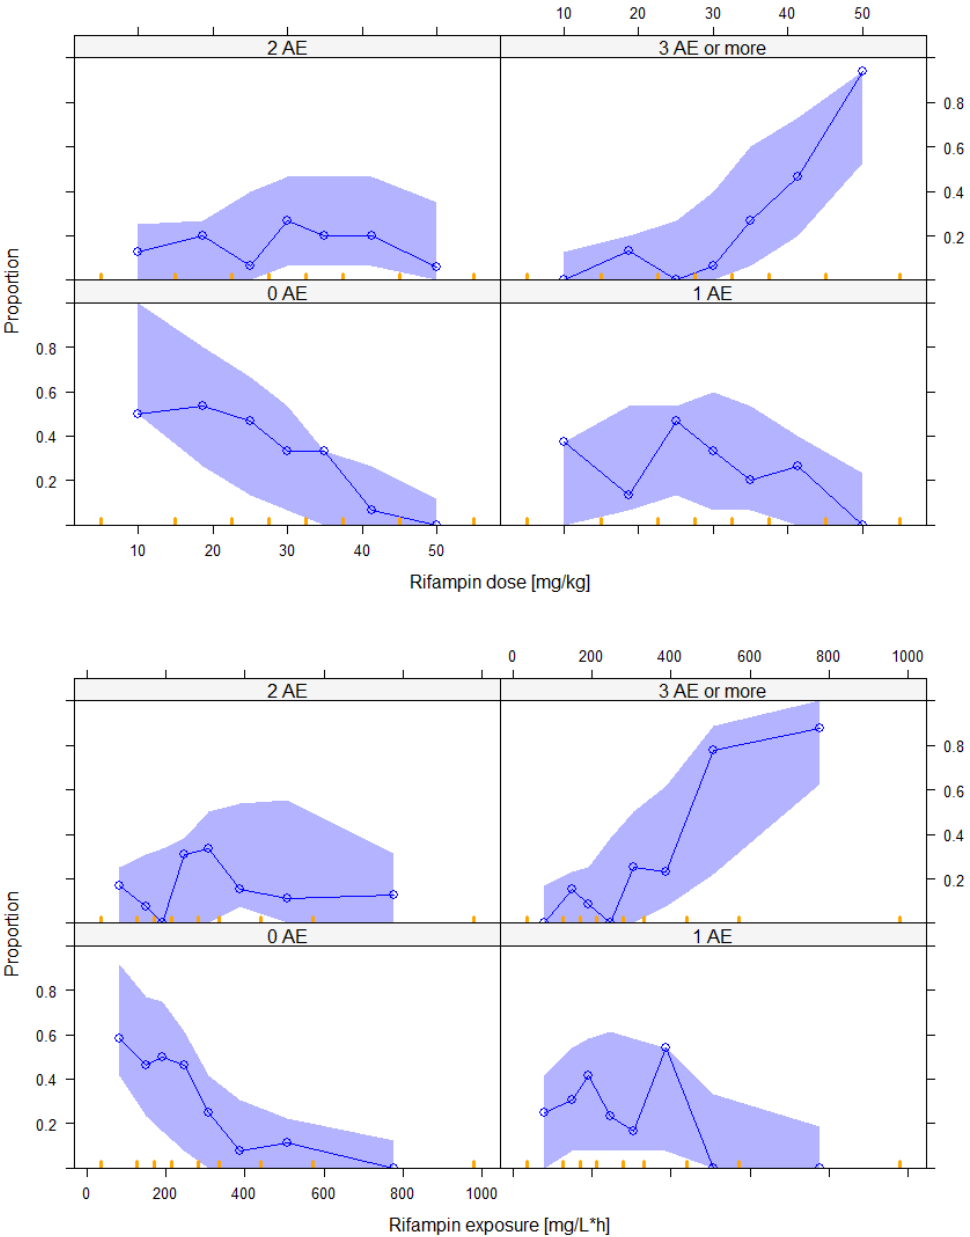 10 20 30 40 50
2 AE 3 AE or more
0.8
0.6
0.4
0.2
0 AE 1 AE
0.8
0.6
0.4
0.2
Proportion
10 20 30 40 50
Rifampin dose [mg/kg]
0 200 400 600 800 1000
2 AE 3 AE or more
0.8
0.6
0.4
0.2
0 AE 1 AE
0.8
0.6
0.4
0.2
Proportion
0 200 400 600 800 1000
Rifampin exposure [mg/L*h]